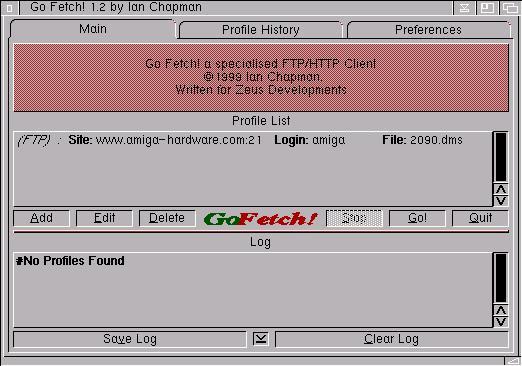 Go Fetch! 1.2 by Ian Chapman
Main Profile History Preferences
Go Fetch! a specialised FTP/HTTP Client
©1999 Ian Chapman.
Written for Zeus Developments
Profile List
(FTP) : Site: www.amiga-hardware.com:21 Login: amiga File: 2090.dms
Add Edit Delete GoFetch! Stop Go! Quit
Log
#No Profiles Found
Save Log Clear Log